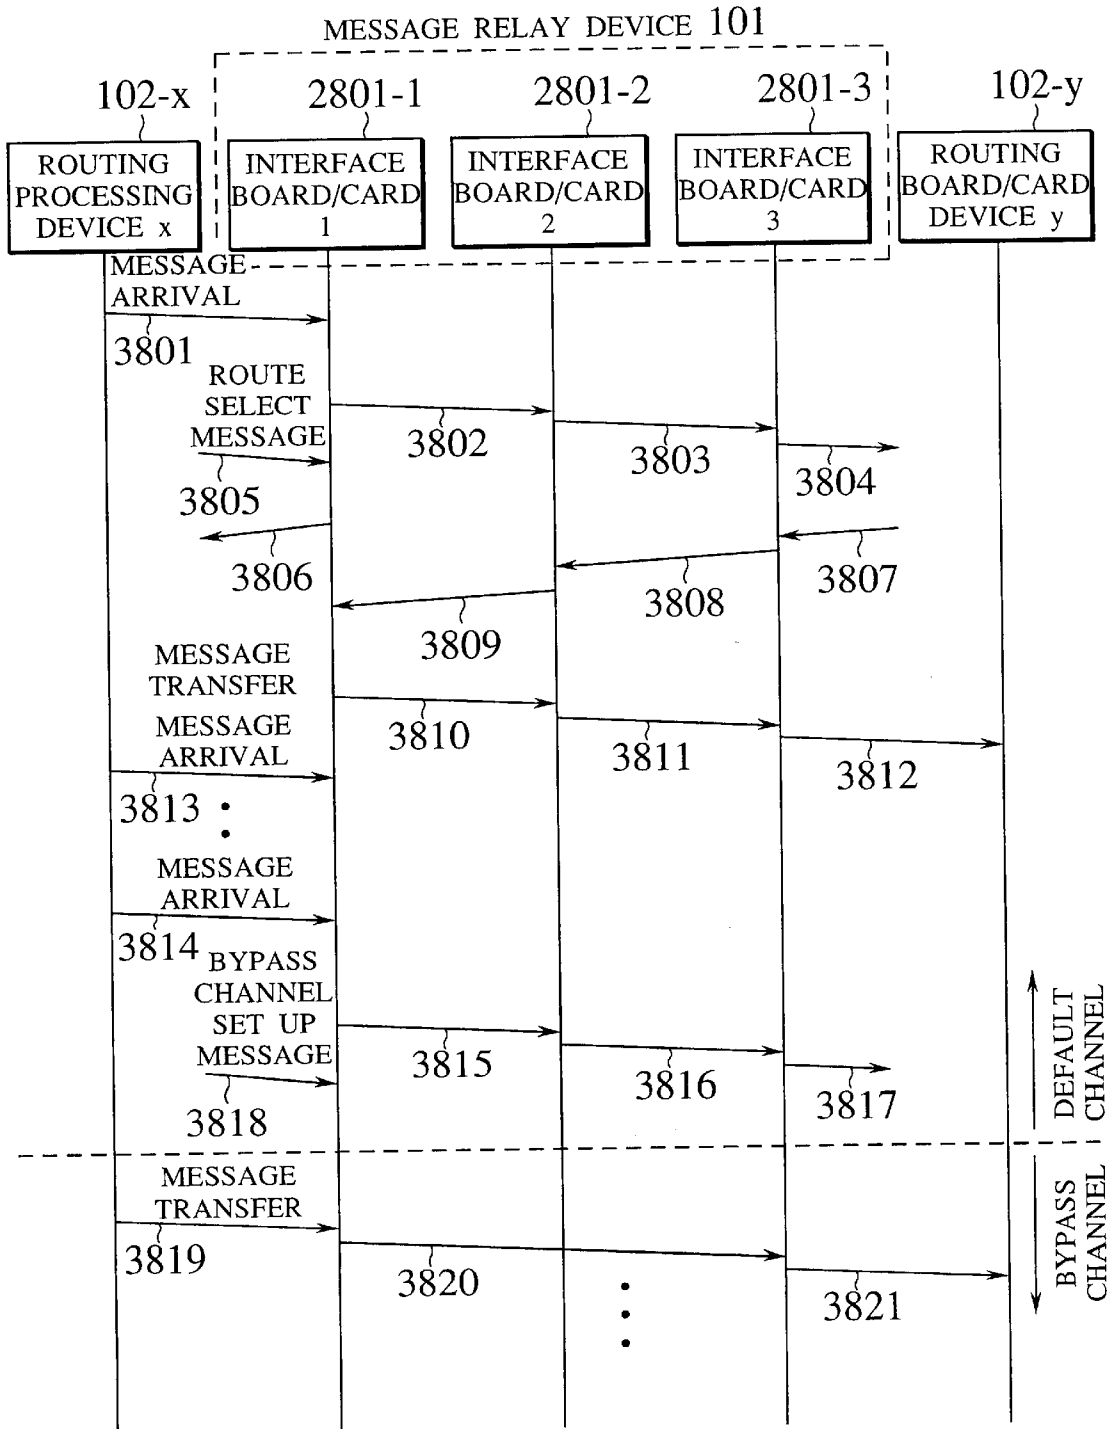 MESSAGE RELAY DEVICE 101
102-x
2801-1
2801-2
2801-3
102-y
ROUTING
PROCESSING
DEVICE x
INTERFACE
BOARD/CARD
1
INTERFACE
BOARD/CARD
2
INTERFACE
BOARD/CARD
3
ROUTING
BOARD/CARD
DEVICE y
MESSAGE
ARRIVAL
3801
ROUTE
SELECT
MESSAGE
3802
3803
3804
3805
3806
3807
3808
3809
MESSAGE
TRANSFER
3810
3811
3812
MESSAGE
ARRIVAL
3813
MESSAGE
ARRIVAL
3814
BYPASS
CHANNEL
SET UP
MESSAGE
3815
3816
3817
3818
DEFAULT
CHANNEL
MESSAGE
TRANSFER
3819
3820
3821
BYPASS
CHANNEL